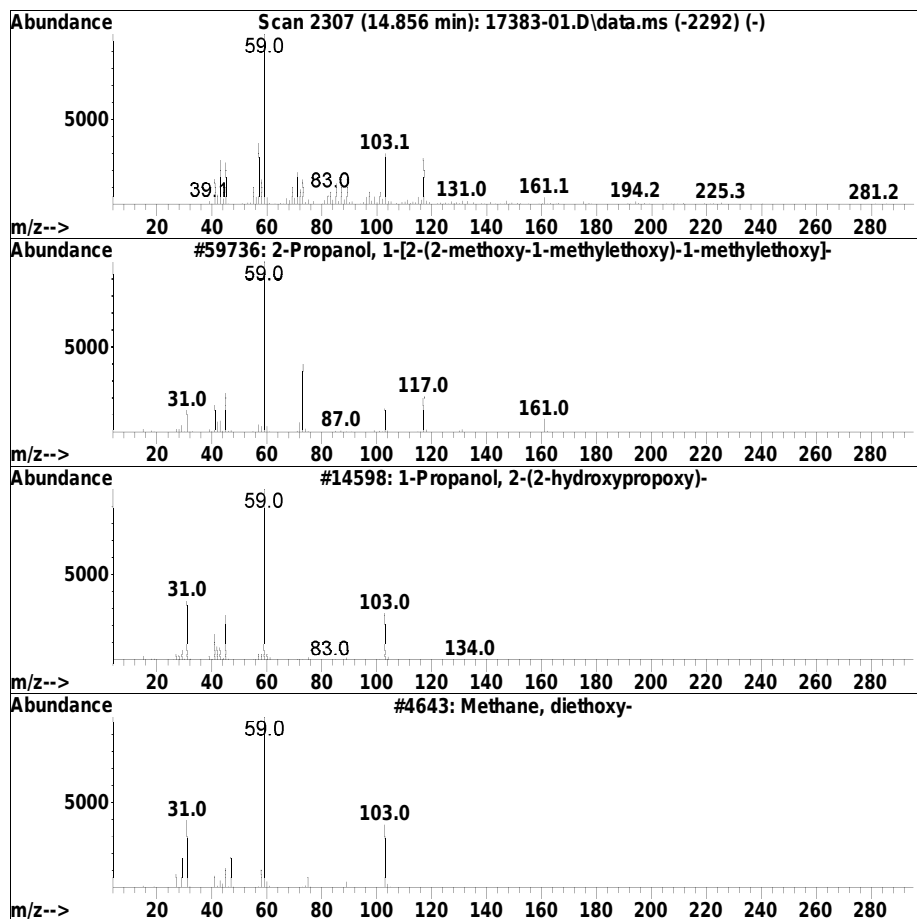 Abundance Scan 2307 (14.856 min): 17383-01.D\data.ms (-2292) (-)
59.0
5000
103.1
39.1 83.0 131.0 161.1 194.2 225.3 281.2
m/z--> 20 40 60 80 100 120 140 160 180 200 220 240 260 280
Abundance #59736: 2-Propanol, 1-[2-(2-methoxy-1-methylethoxy)-1-methylethoxy]-
59.0
5000
117.0
31.0 87.0 161.0
m/z--> 20 40 60 80 100 120 140 160 180 200 220 240 260 280
Abundance #14598: 1-Propanol, 2-(2-hydroxypropoxy)-
59.0
5000
31.0 103.0
83.0 134.0
m/z--> 20 40 60 80 100 120 140 160 180 200 220 240 260 280
Abundance #4643: Methane, diethoxy-
59.0
5000
31.0 103.0
m/z--> 20 40 60 80 100 120 140 160 180 200 220 240 260 280